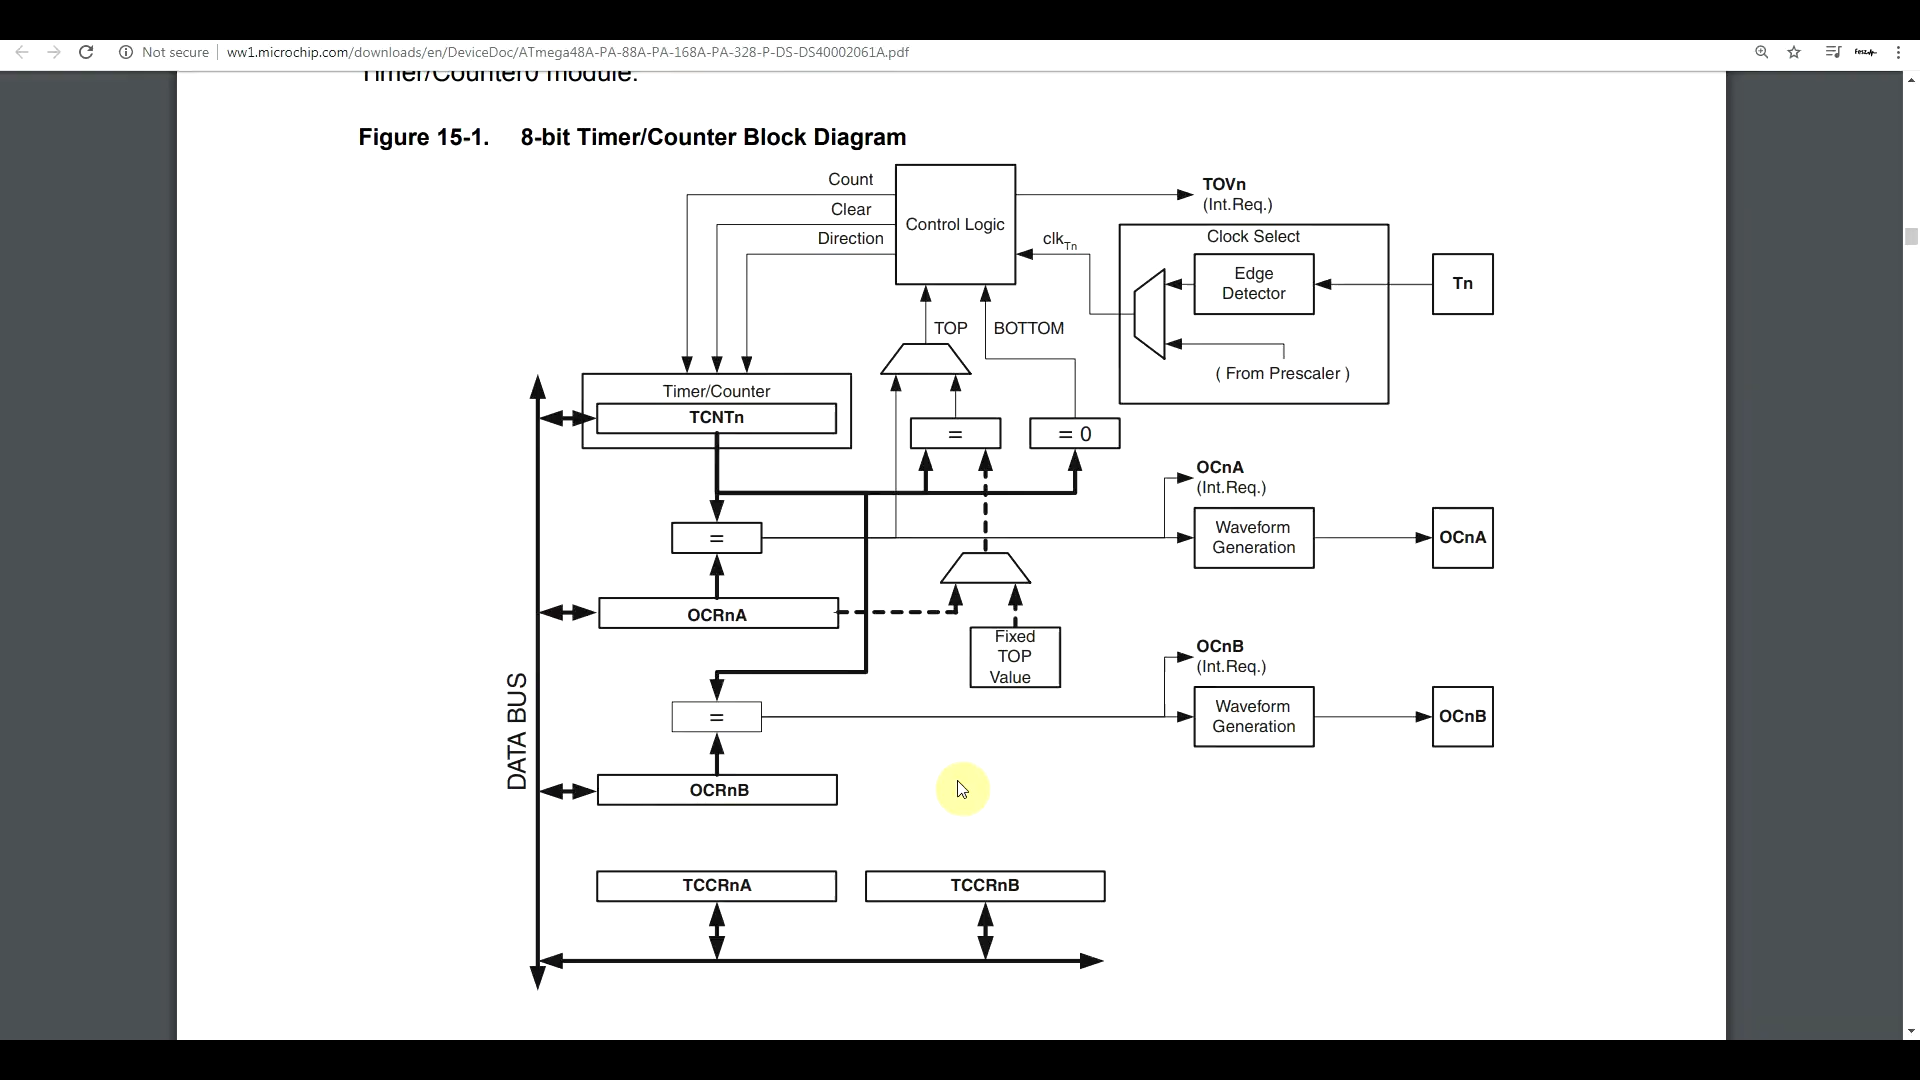 Not secure
ww1.microchip.com/downloads/en/DeviceDoc/ATmega48A-PA-88A-PA-168A-PA-328-P-DS-DS40002061A.pdf
Timer/Counter0 module.
Figure 15-1. 8-bit Timer/Counter Block Diagram
Count
Clear
Direction
Control Logic
clkTn
TOVn
(Int.Req.)
Clock Select
Edge
Detector
Tn
( From Prescaler )
TOP
BOTTOM
Timer/Counter
TCNTn
=
= 0
=
OCnA
(Int.Req.)
Waveform
Generation
OCnA
OCRnA
Fixed
TOP
Value
OCnB
(Int.Req.)
=
Waveform
Generation
OCnB
DATA BUS
OCRnB
TCCRnA
TCCRnB